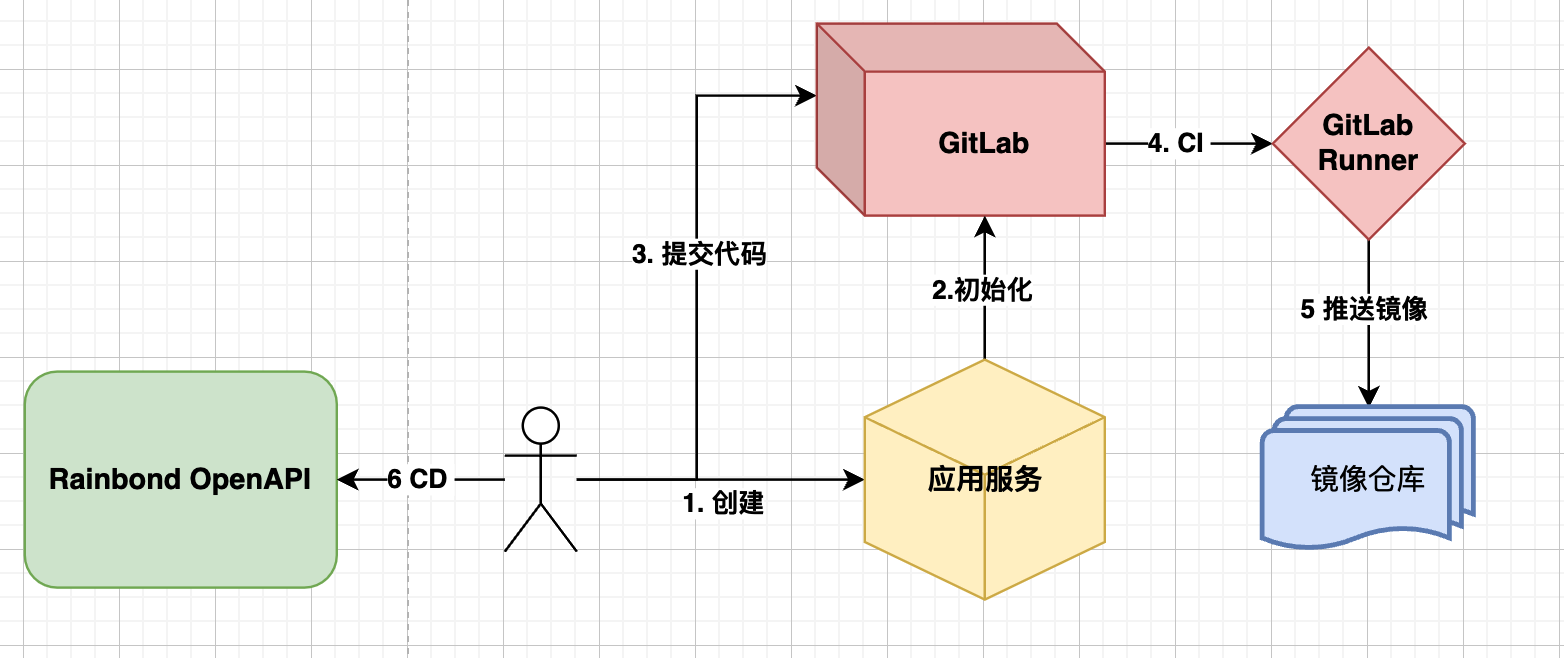 GitLab
4. CI
GitLab
Runner
3. 提交代码
2.初始化
5 推送镜像
Rainbond OpenAPI
6 CD
1. 创建
应用服务
镜像仓库